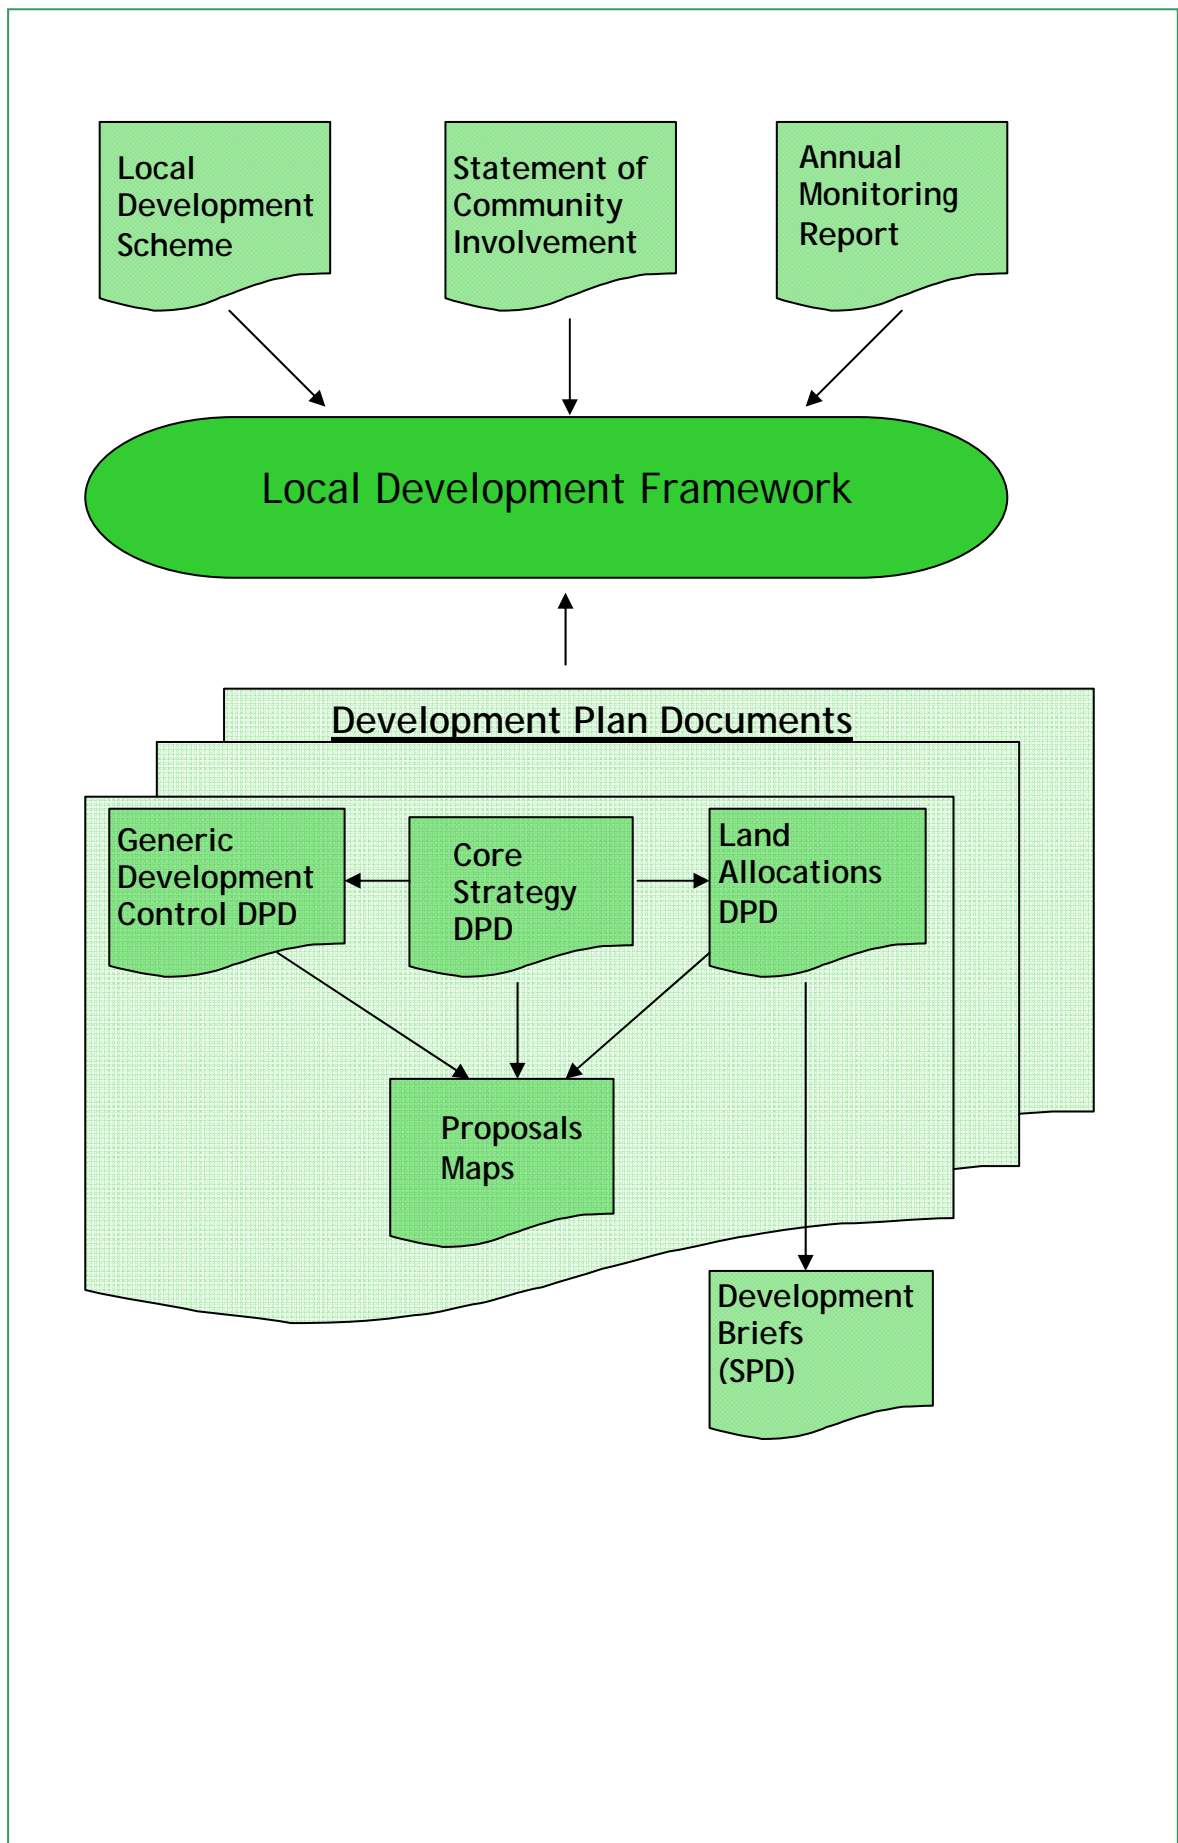 Local
Development
Scheme
Statement of
Community
Involvement
Annual
Monitoring
Report
Local Development Framework
Development Plan Documents
Generic
Development
Control DPD
Core
Strategy
DPD
Land
Allocations
DPD
Proposals
Maps
Development
Briefs
(SPD)